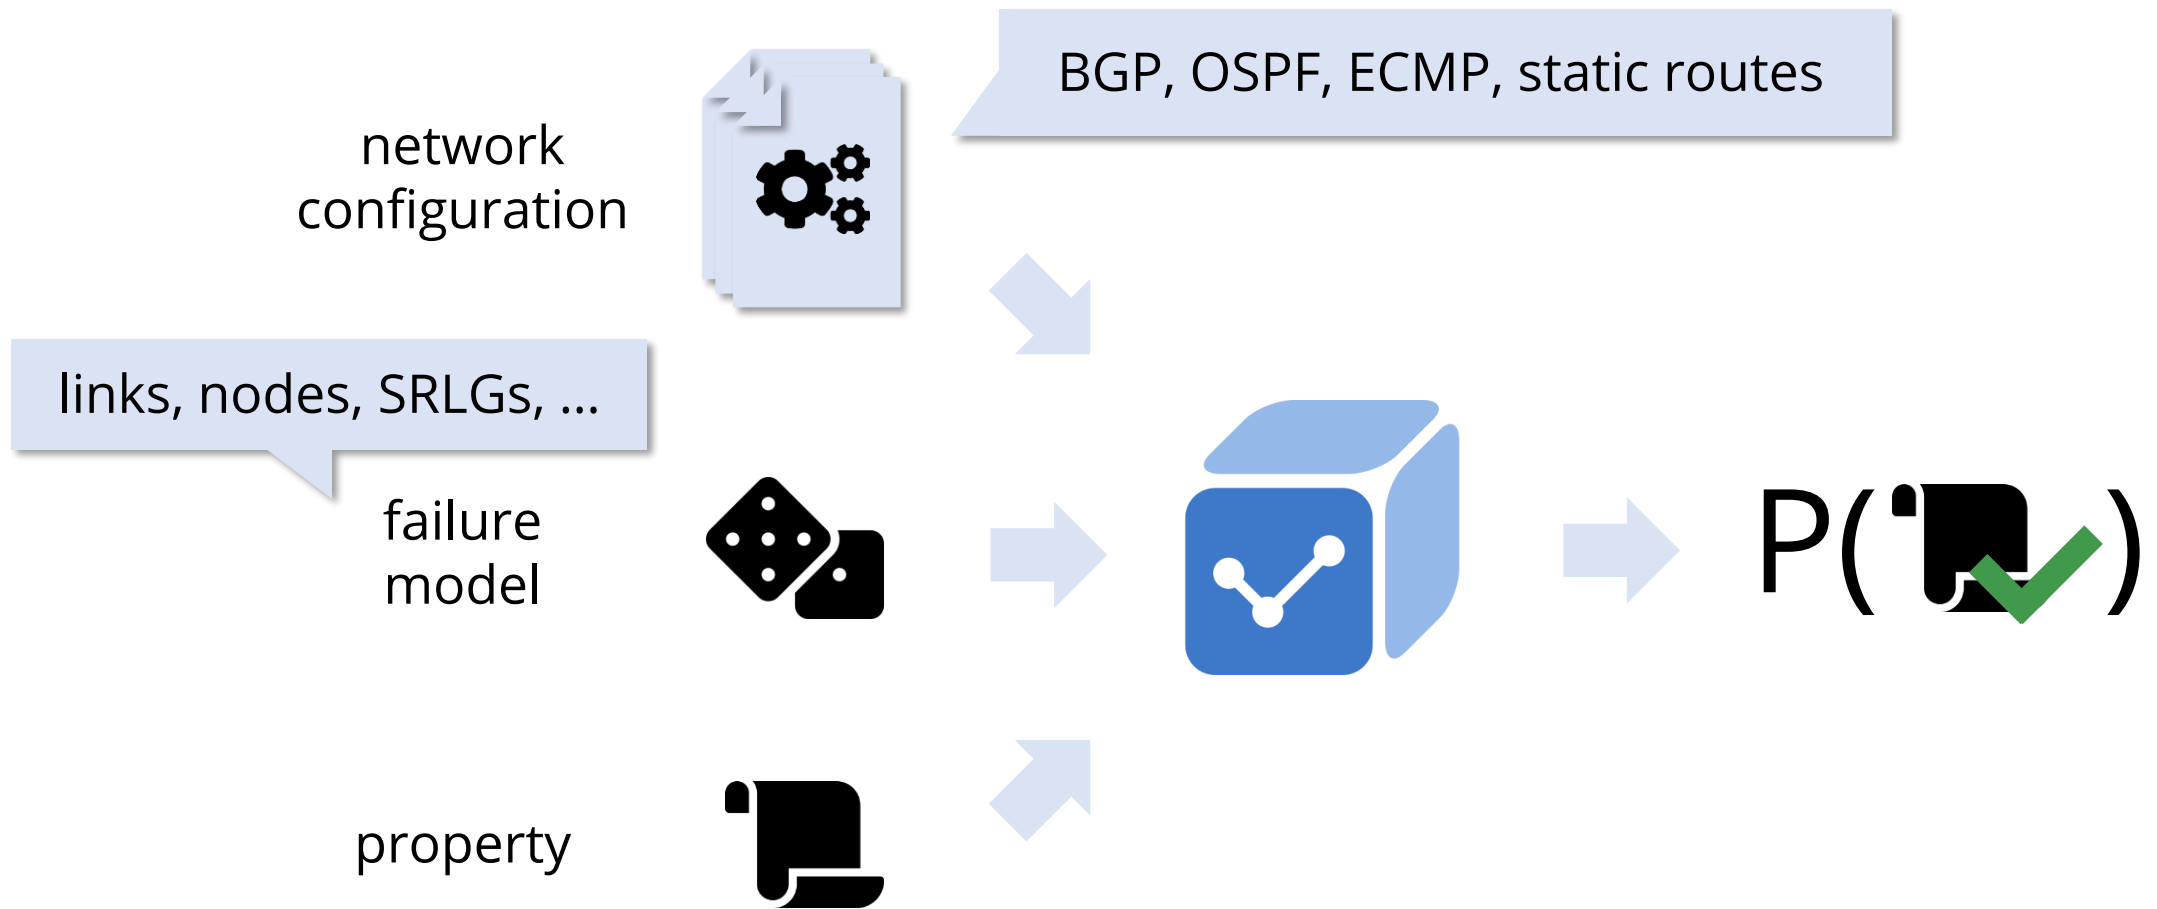 BGP, OSPF, ECMP, static routes
network
configuration
links, nodes, SRLGs, ...
failure
model
P( )
property